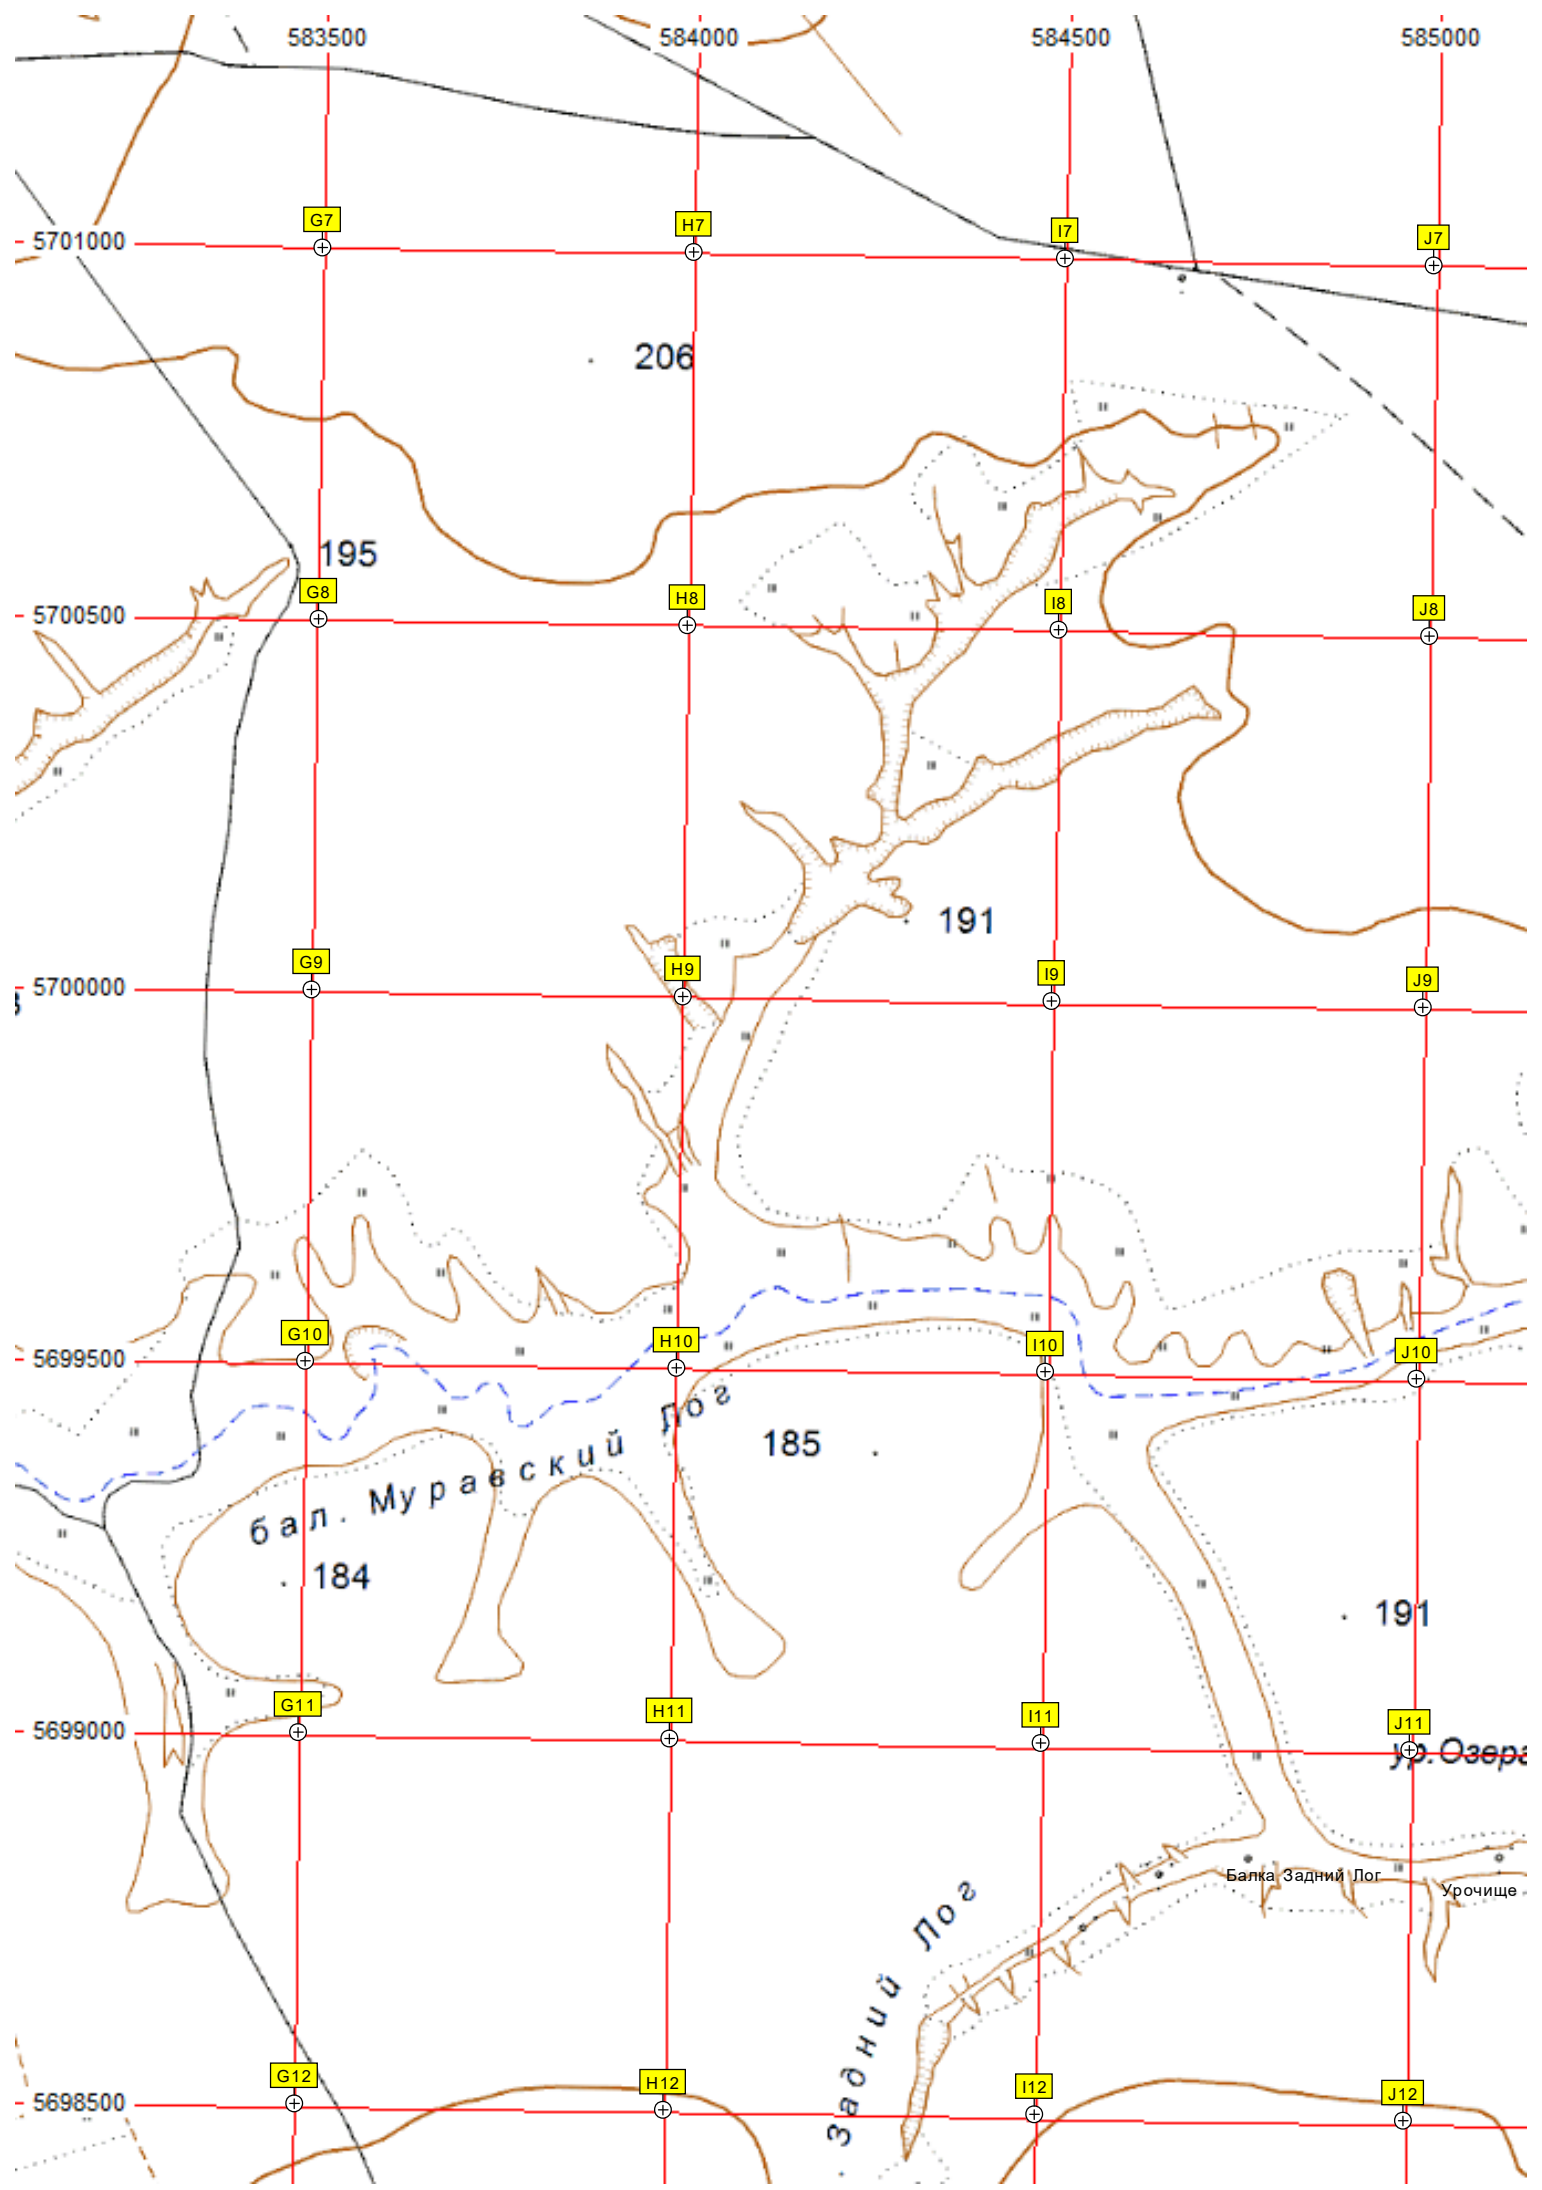 583500 584000 584500 585000
G7 H7 I7 J7
5701000
206
195
G8 H8 I8 J8
5700500
191
G9 H9 I9 J9
5700000
G10 H10 I10 J10
5699500
бал. Муравский Лог
185
184
191
G11 H11 I11 J11
5699000
ур.Озера
Балка Задний Лог
Урочище
Задний Лог
G12 H12 I12 J12
5698500